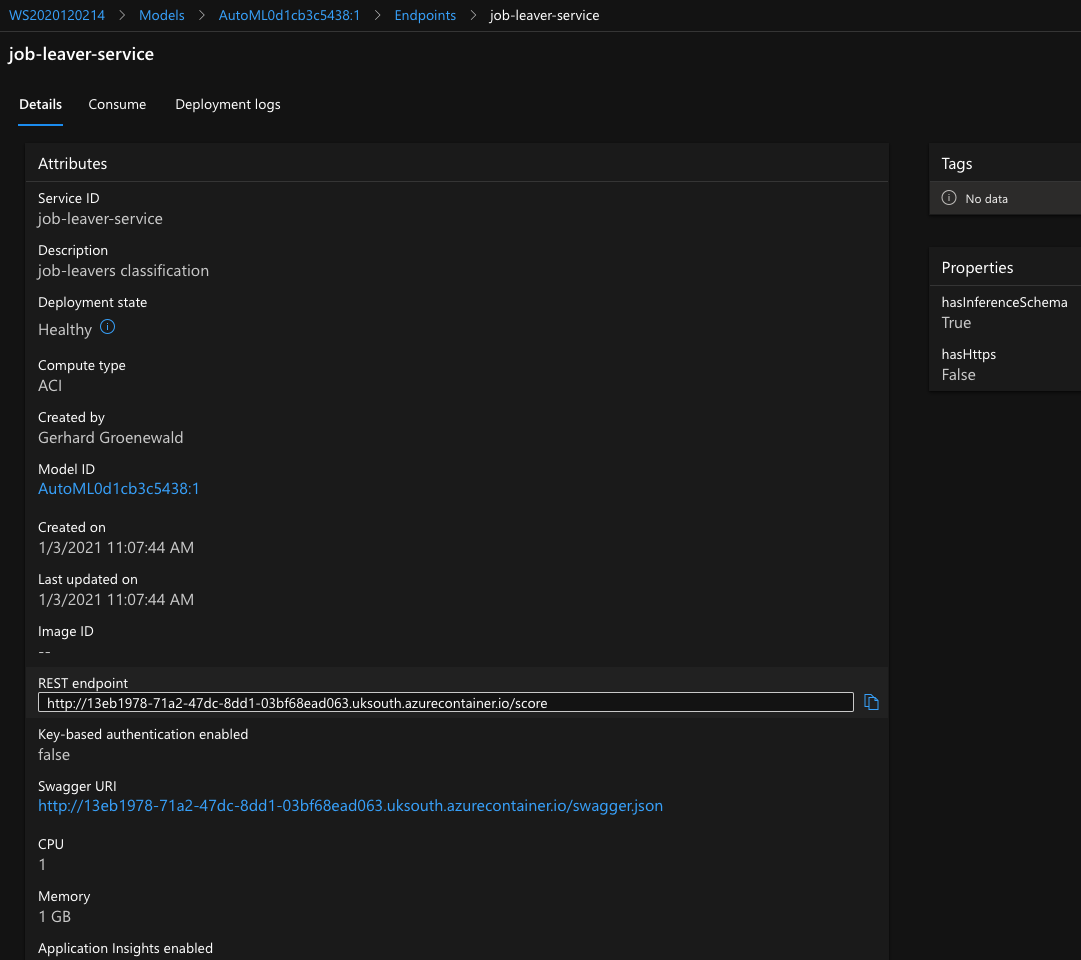 WS2020120214 > Models > AutoML0d1cb3c5438:1 > Endpoints > job-leaver-service
job-leaver-service
Details Consume Deployment logs
Attributes
Service ID
job-leaver-service
Description
job-leavers classification
Deployment state
Healthy
Compute type
ACI
Created by
Gerhard Groenewald
Model ID
AutoML0d1cb3c5438:1
Created on
1/3/2021 11:07:44 AM
Last updated on
1/3/2021 11:07:44 AM
Image ID
--
REST endpoint
http://13eb1978-71a2-47dc-8dd1-03bf68ead063.uksouth.azurecontainer.io/score
Key-based authentication enabled
false
Swagger URI
http://13eb1978-71a2-47dc-8dd1-03bf68ead063.uksouth.azurecontainer.io/swagger.json
CPU
1
Memory
1 GB
Application Insights enabled
Tags
No data
Properties
hasInferenceSchema
True
hasHttps
False